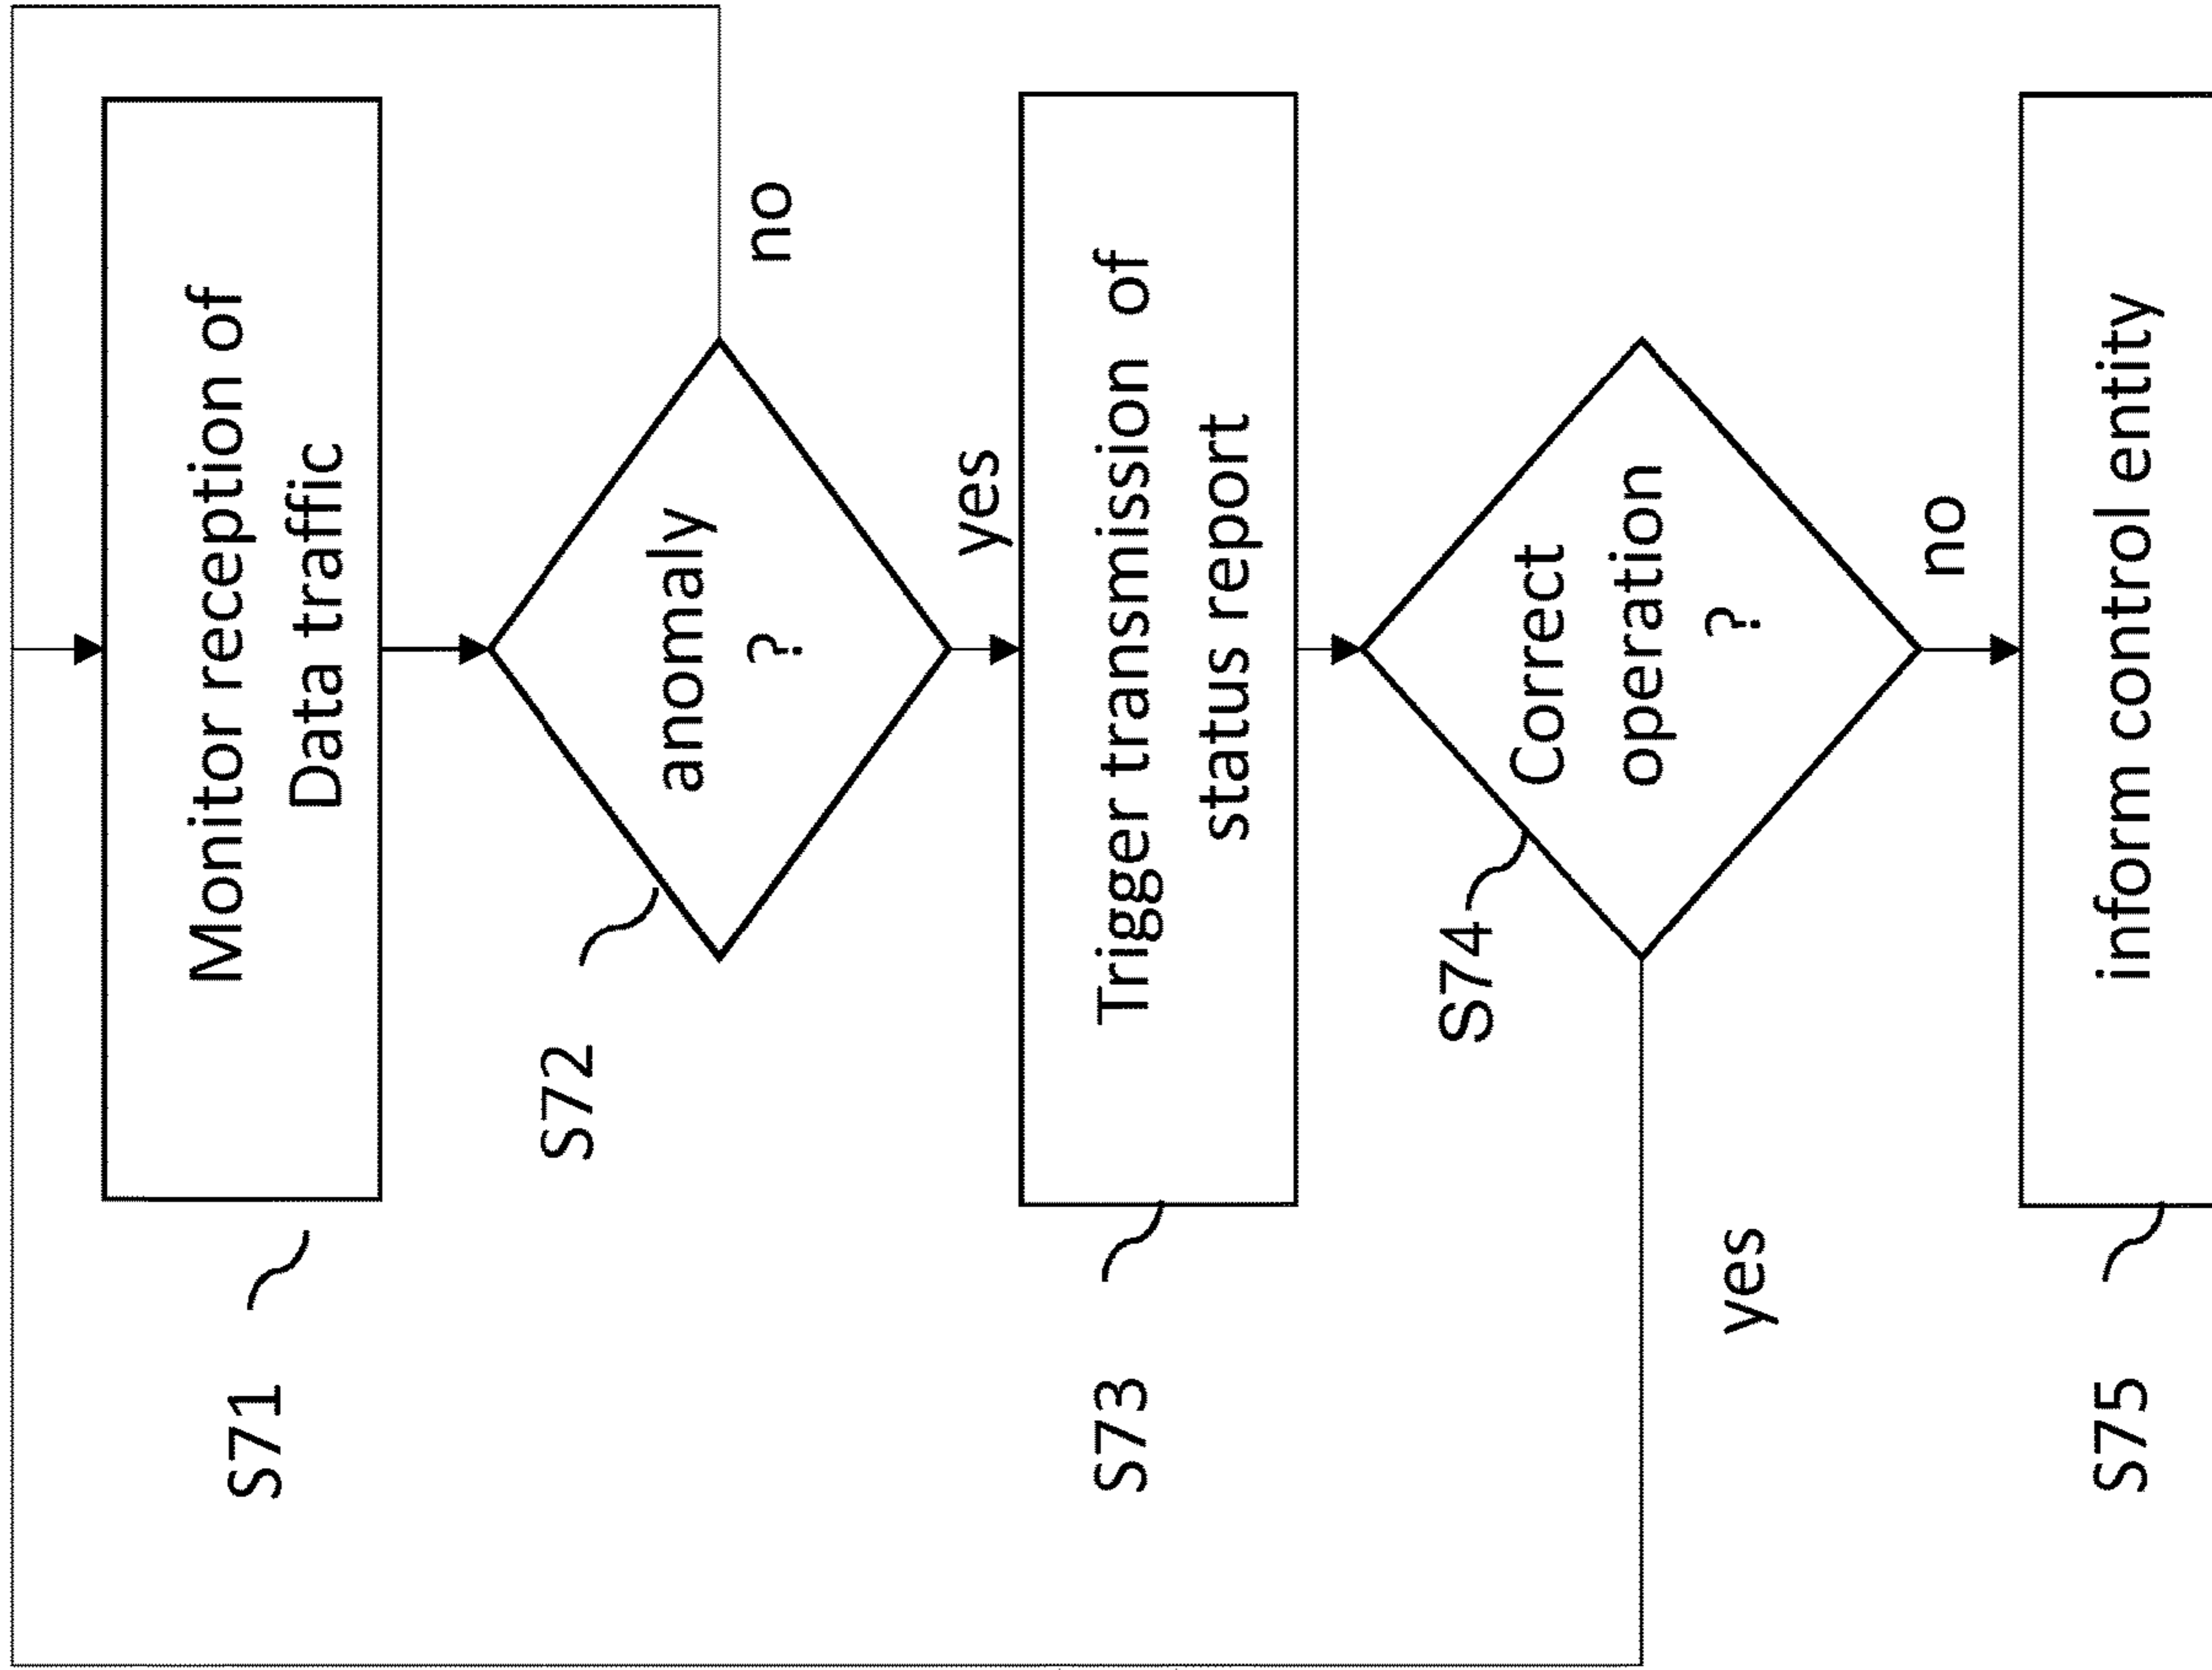 S71
Monitor reception of
Data traffic
S72
anomaly
?
no
yes
S73
Trigger transmission of
status report
S74
Correct
operation
?
yes
no
S75
inform control entity